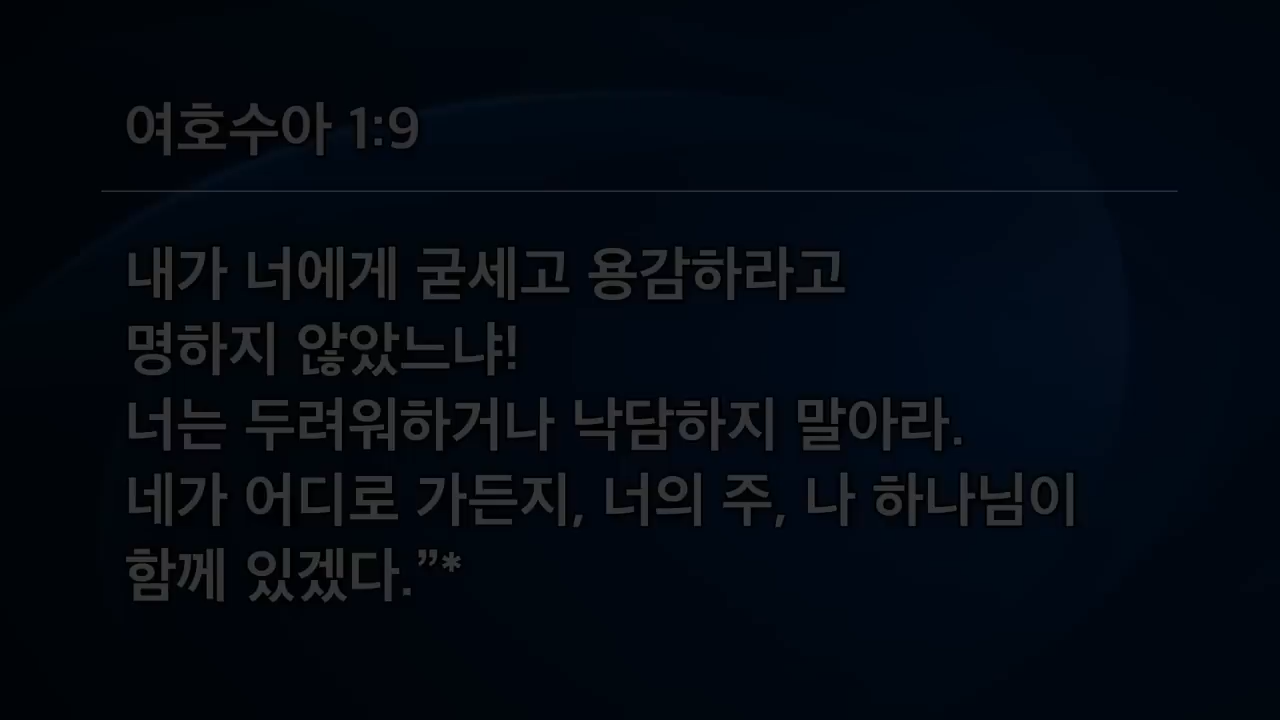 여호수아 1:9
내가 너에게 굳세고 용감하라고
명하지 않았느냐!
너는 두려워하거나 낙담하지 말아라.
네가 어디로 가든지, 너의 주, 나 하나님이
함께 있겠다.”*